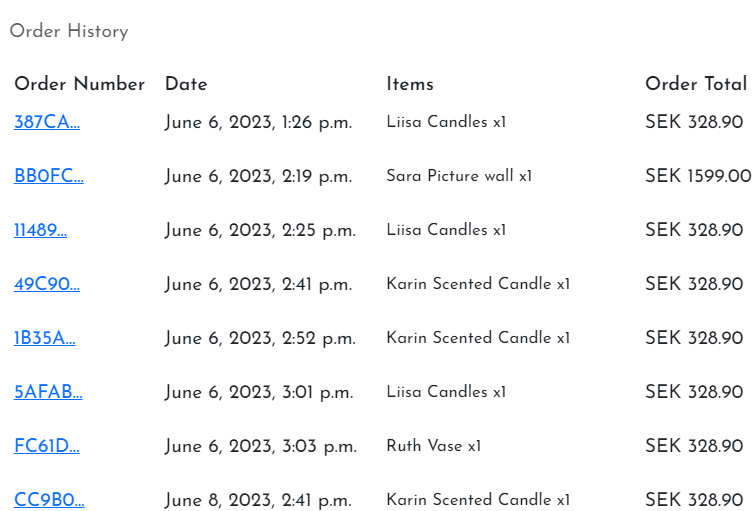 Order History
Order Number Date Items Order Total
387CA... June 6, 2023, 1:26 p.m. Liisa Candles x1 SEK 328.90
BB0FC... June 6, 2023, 2:19 p.m. Sara Picture wall x1 SEK 1599.00
11489... June 6, 2023, 2:25 p.m. Liisa Candles x1 SEK 328.90
49C90... June 6, 2023, 2:41 p.m. Karin Scented Candle x1 SEK 328.90
1B35A... June 6, 2023, 2:52 p.m. Karin Scented Candle x1 SEK 328.90
5AFAB... June 6, 2023, 3:01 p.m. Liisa Candles x1 SEK 328.90
FC61D... June 6, 2023, 3:03 p.m. Ruth Vase x1 SEK 328.90
CC9B0... June 8, 2023, 2:41 p.m. Karin Scented Candle x1 SEK 328.90